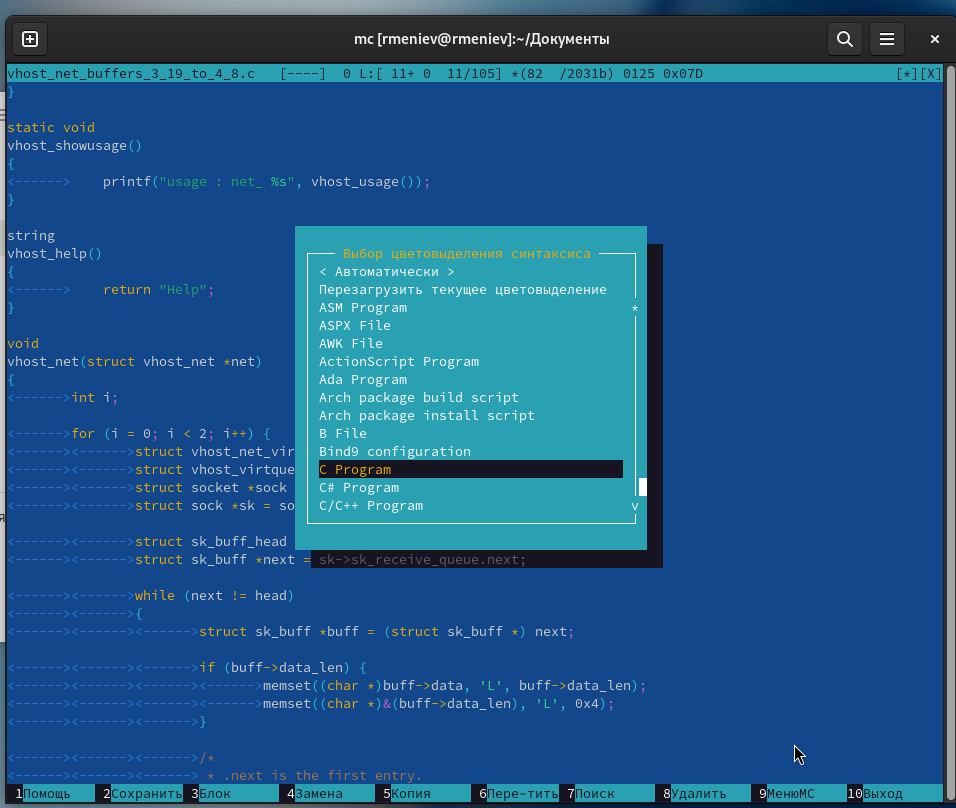 mc [rmeniev@rmeniev]:~/Документы
vhost_net_buffers_3_19_to_4_8.c   [----]  0 L:[ 11+ 0  11/105] *(82  /2031b) 0125 0x07D [*][X]
}
static void
vhost_showusage()
{
<------>    printf("usage : net_ %s", vhost_usage());
}
string
vhost_help()
{
<------>    return "Help";
}
void
vhost_net(struct vhost_net *net)
{
<------>int i;
<------>for (i = 0; i < 2; i++) {
<------><------>struct vhost_net_vir
<------><------>struct vhost_virtque
<------><------>struct socket *sock
<------><------>struct sock *sk = so
<------><------>struct sk_buff_head
<------><------>struct sk_buff *next = sk->sk_receive_queue.next;
<------><------>while (next != head)
<------><------>{
<------><------><------>struct sk_buff *buff = (struct sk_buff *) next;
<------><------><------>if (buff->data_len) {
<------><------><------><------>memset((char *)buff->data, 'L', buff->data_len);
<------><------><------><------>memset((char *)&(buff->data_len), 'L', 0x4);
<------><------><------>}
<------><------><------>/*
<------><------><------> * .next is the first entry.
Выбор цветовыделения синтаксиса
< Автоматически >
Перезагрузить текущее цветовыделение
ASM Program
ASPX File
AWK File
ActionScript Program
Ada Program
Arch package build script
Arch package install script
B File
Bind9 configuration
C Program
C# Program
C/C++ Program
1Помощь 2Сохранить 3Блок 4Замена 5Копия 6Пере~тить 7Поиск 8Удалить 9МенюMC 10Выход